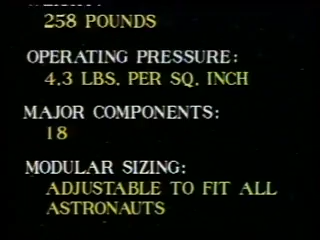 258 POUNDS
OPERATING PRESSURE:
4.3 LBS. PER SQ. INCH
MAJOR COMPONENTS:
18
MODULAR SIZING:
ADJUSTABLE TO FIT ALL
ASTRONAUTS